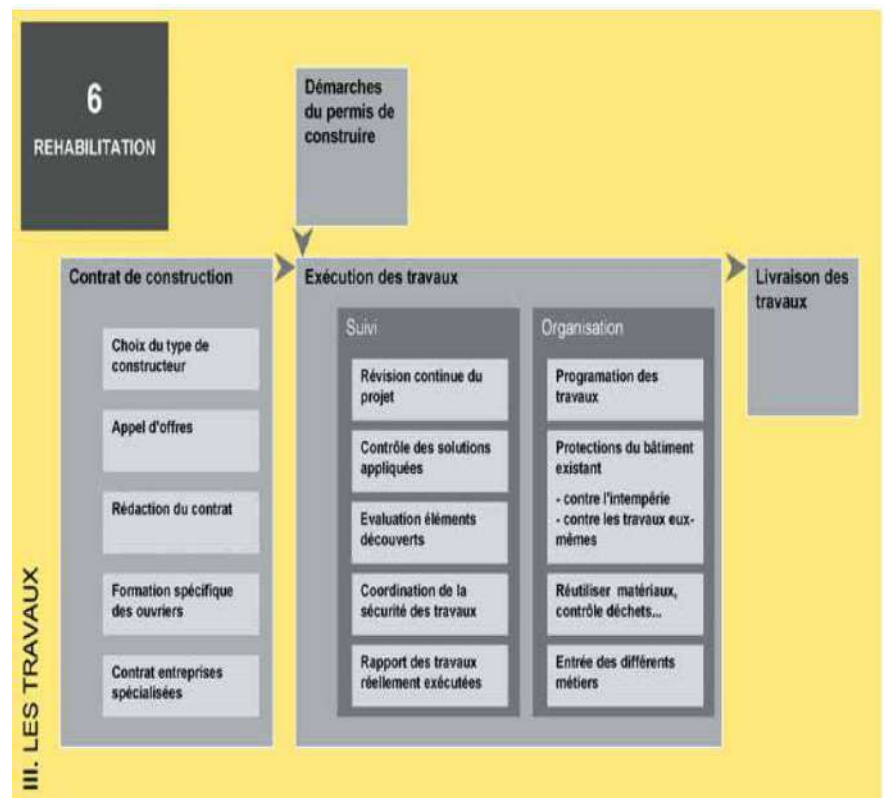 6
REHABILITATION
Démarches
du permis de
construire
Contrat de construction
Choix du type de
constructeur
Appel d'offres
Rédaction du contrat
Formation spécifique
des ouvriers
Contrat entreprises
spécialisées
Exécution des travaux
Suivi
Révision continue du
projet
Contrôle des solutions
appliquées
Evaluation éléments
découverts
Coordination de la
sécurité des travaux
Rapport des travaux
réellement exécutées
Organisation
Programation des
travaux
Protections du bâtiment
existant
- contre l'intempérie
- contre les travaux eux-
mêmes
Réutiliser matériaux,
contrôle déchets...
Entrée des différents
métiers
Livraison des
travaux
III. LES TRAVAUX